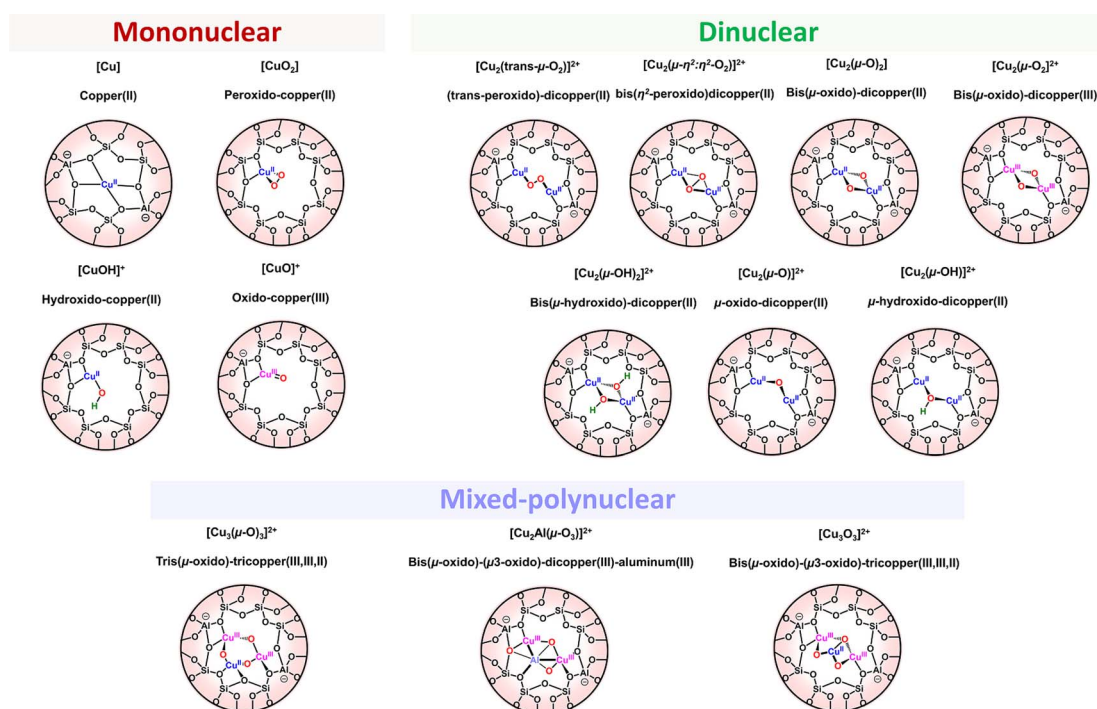 Mononuclear
[Cu]
Copper(II)
[CuO₂]
Peroxido-copper(II)
[CuOH]⁺
Hydroxido-copper(II)
[CuO]⁺
Oxido-copper(III)
Dinuclear
[Cu₂(trans-μ-O₂)]²⁺
(trans-peroxido)-dicopper(II)
[Cu₂(μ-η²:η²-O₂)]²⁺
bis(η²-peroxido)dicopper(II)
[Cu₂(μ-O)₂]
Bis(μ-oxido)-dicopper(II)
[Cu₂(μ-O₂]²⁺
Bis(μ-oxido)-dicopper(III)
[Cu₂(μ-OH)₂]²⁺
Bis(μ-hydroxido)-dicopper(II)
[Cu₂(μ-O)]²⁺
μ-oxido-dicopper(II)
[Cu₂(μ-OH)]²⁺
μ-hydroxido-dicopper(II)
Mixed-polynuclear
[Cu₃(μ-O)₃]²⁺
Tris(μ-oxido)-tricopper(III,III,II)
[Cu₂Al(μ-O₃)]²⁺
Bis(μ-oxido)-(μ3-oxido)-dicopper(III)-aluminum(III)
[Cu₃O₃]²⁺
Bis(μ-oxido)-(μ3-oxido)-tricopper(III,III,II)